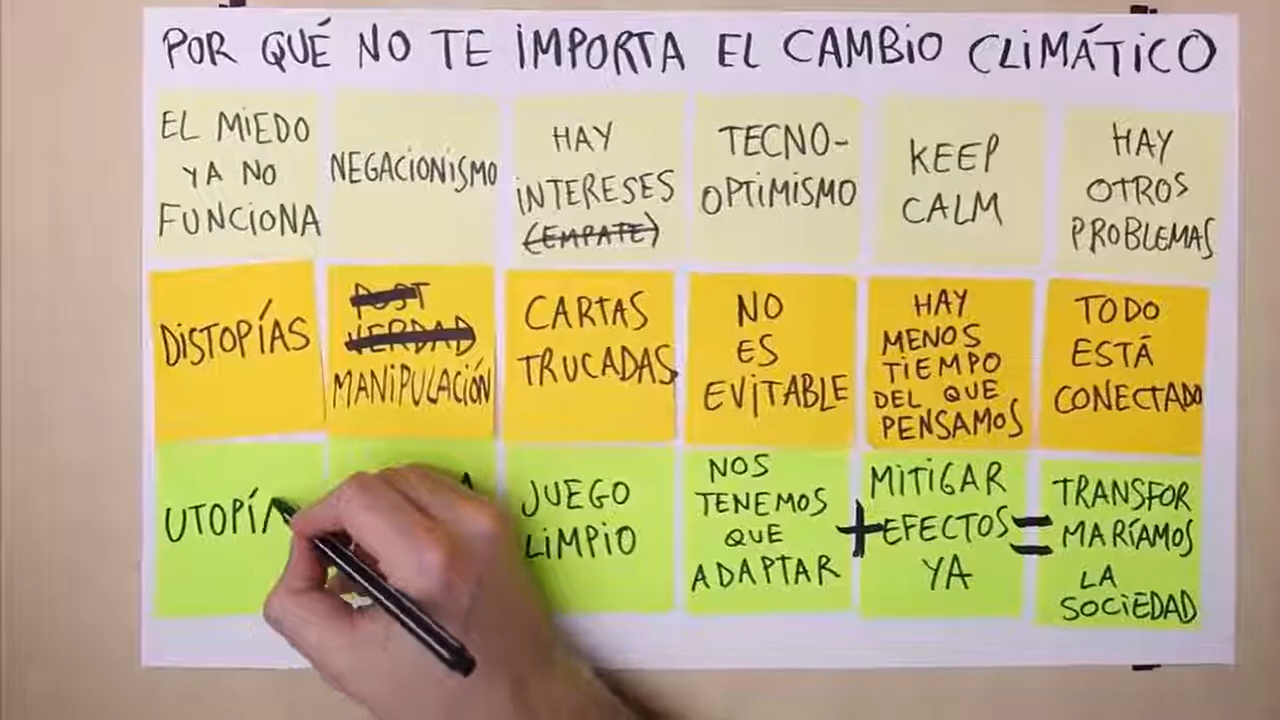 POR QUÉ NO TE IMPORTA EL CAMBIO CLIMÁTICO
EL MIEDO
YA NO
FUNCIONA
NEGACIONISMO
HAY
INTERESES
(EMPATE)
TECNO-
OPTIMISMO
KEEP
CALM
HAY
OTROS
PROBLEMAS
DISTOPÍAS
POST
VERDAD
MANIPULACIÓN
CARTAS
TRUCADAS
NO
ES
EVITABLE
HAY
MENOS
TIEMPO
DEL QUE
PENSAMOS
TODO
ESTÁ
CONECTADO
UTOPÍA
JUEGO
LIMPIO
NOS
TENEMOS
QUE
ADAPTAR
+
MITIGAR
EFECTOS
YA
=
TRANSFOR
MARÍAMOS
LA
SOCIEDAD